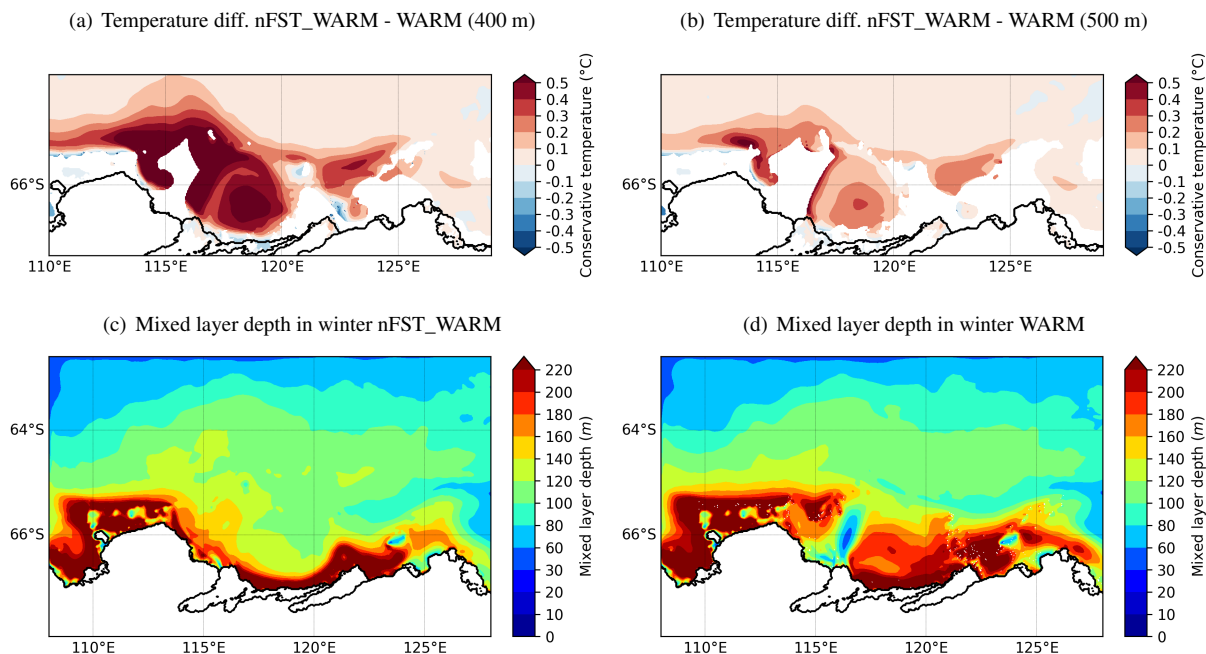 (a) Temperature diff. nFST_WARM - WARM (400 m)
(b) Temperature diff. nFST_WARM - WARM (500 m)
66°S
110°E
115°E
120°E
125°E
0.5
0.4
0.3
0.2
0.1
0
-0.1
-0.2
-0.3
-0.4
-0.5
Conservative temperature (°C)
66°S
110°E
115°E
120°E
125°E
0.5
0.4
0.3
0.2
0.1
0
-0.1
-0.2
-0.3
-0.4
-0.5
Conservative temperature (°C)
(c) Mixed layer depth in winter nFST_WARM
(d) Mixed layer depth in winter WARM
64°S
66°S
110°E
115°E
120°E
125°E
220
200
180
160
140
120
100
80
60
30
20
10
0
Mixed layer depth (m)
64°S
66°S
110°E
115°E
120°E
125°E
220
200
180
160
140
120
100
80
60
30
20
10
0
Mixed layer depth (m)